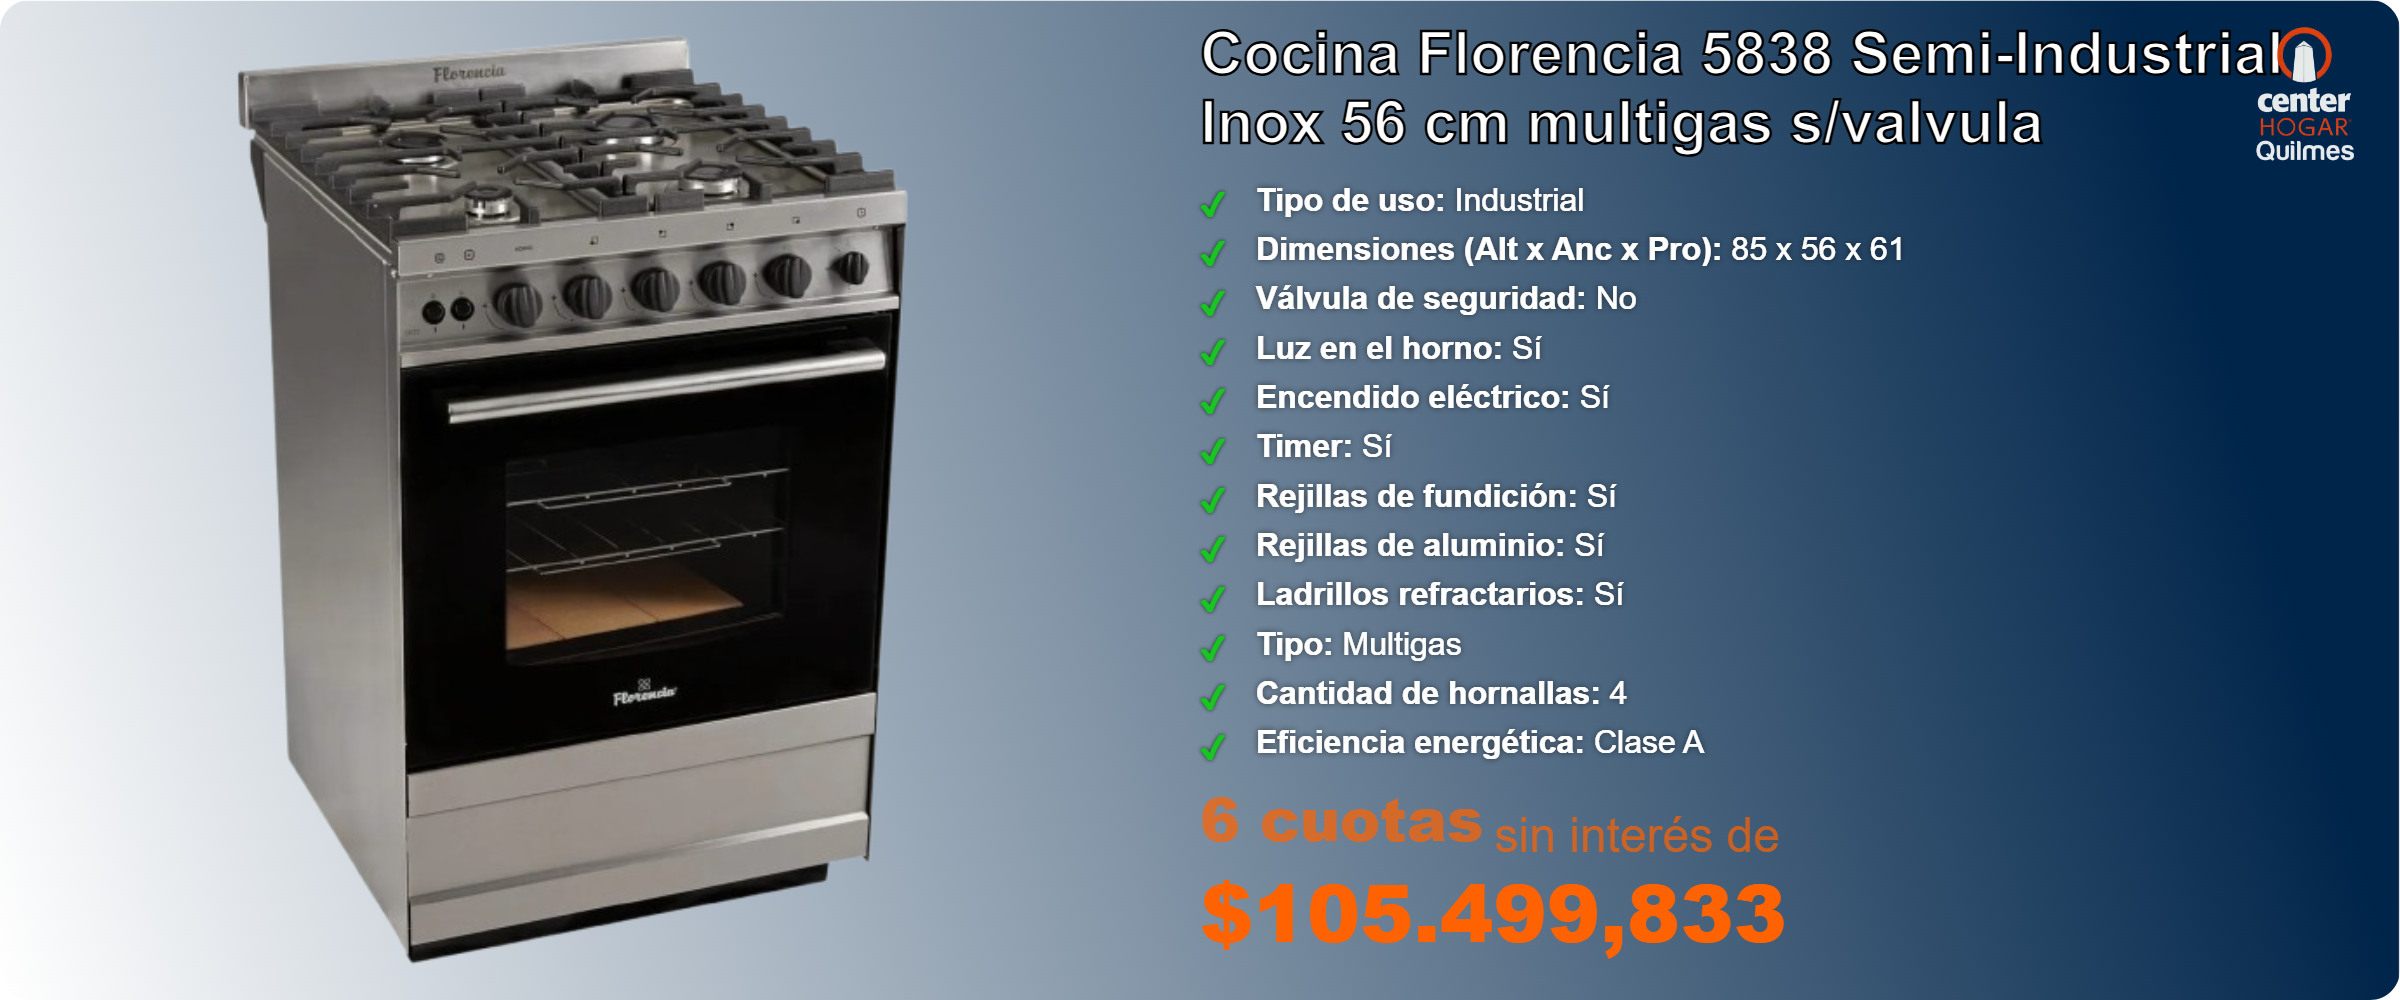 Cocina Florencia 5838 Semi-Industrial
Inox 56 cm multigas s/valvula
center
HOGAR
Quilmes
Tipo de uso: Industrial
Dimensiones (Alt x Anc x Pro): 85 x 56 x 61
Válvula de seguridad: No
Luz en el horno: Sí
Encendido eléctrico: Sí
Timer: Sí
Rejillas de fundición: Sí
Rejillas de aluminio: Sí
Ladrillos refractarios: Sí
Tipo: Multigas
Cantidad de hornallas: 4
Eficiencia energética: Clase A
6 cuotas sin interés de
$105.499,833
Florencia
Florencia